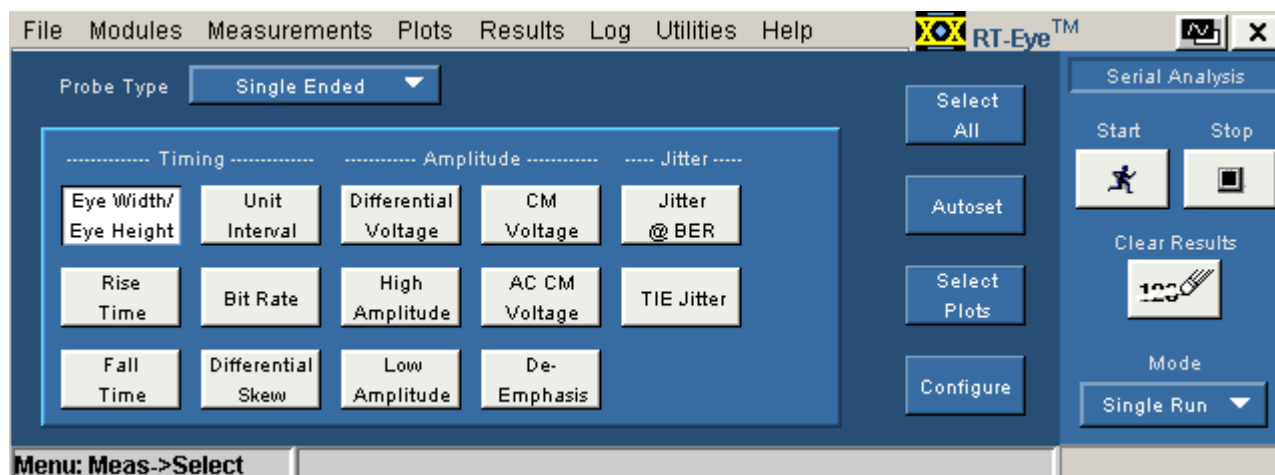 File Modules Measurements Plots Results Log Utilities Help RT-Eye™
Probe Type Single Ended
Serial Analysis
Select
All
Start Stop
-------------- Timing -------------- ------------ Amplitude ------------ ----- Jitter -----
Eye Width/
Eye Height
Unit
Interval
Differential
Voltage
CM
Voltage
Jitter
@ BER
Autoset
Clear Results
Rise
Time
Bit Rate
High
Amplitude
AC CM
Voltage
TIE Jitter
Select
Plots
123
Fall
Time
Differential
Skew
Low
Amplitude
De-
Emphasis
Configure
Mode
Single Run
Menu: Meas->Select